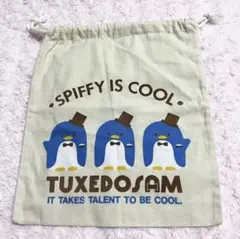 • SPIFFY IS COOL •
TUXEDOSAM
IT TAKES TALENT TO BE COOL.